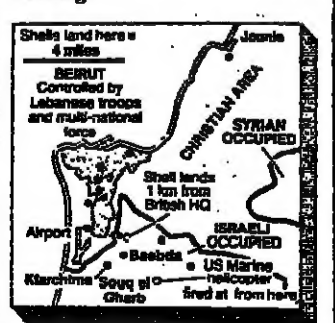 Shells land here =
4 miles
BEIRUT
Controlled by
Lebanese troops
and multi-national
force
Jounie
CHRISTIAN AREA
SYRIAN
OCCUPIED
Shell lands
1 km from
British HQ
Airport
ISRAELI
OCCUPIED
Baabda
US Marine
helicopter
fired at from here
Souq el
Gharb